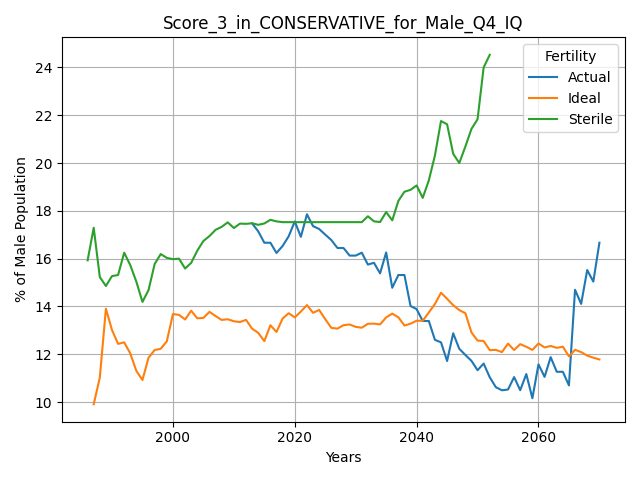 Score_3_in_CONSERVATIVE_for_Male_Q4_IQ
Fertility
Actual
Ideal
Sterile
% of Male Population
24
22
20
18
16
14
12
10
2000 2020 2040 2060
Years